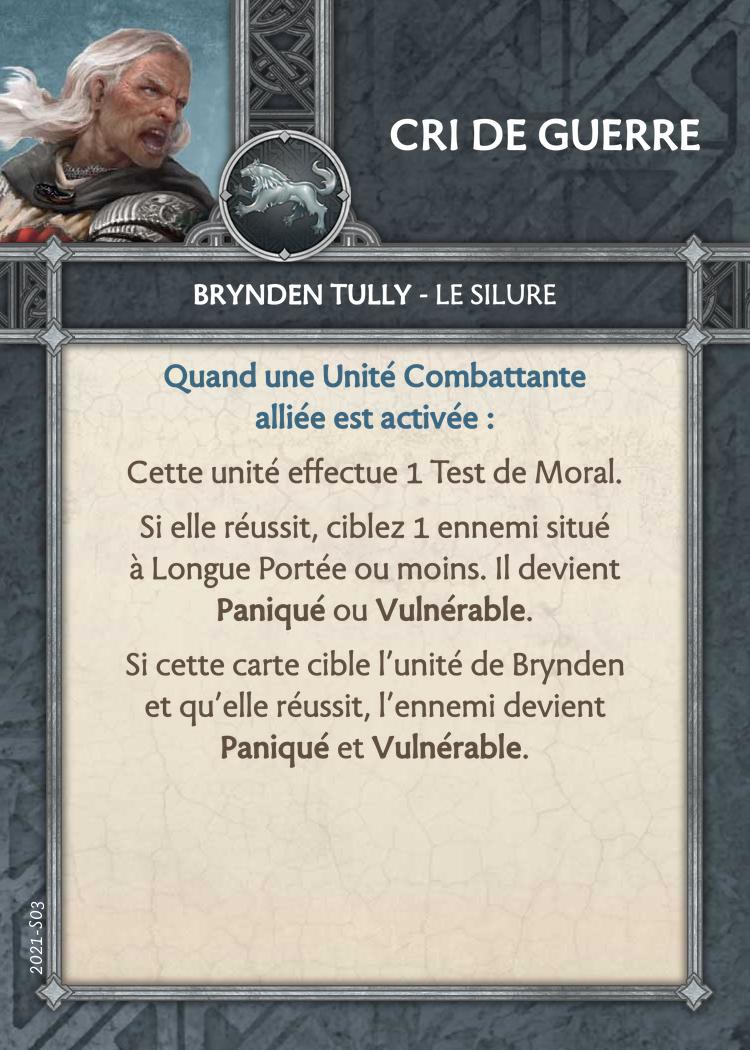 CRI DE GUERRE
BRYNDEN TULLY - LE SILURE
Quand une Unité Combattante
alliée est activée :
Cette unité effectue 1 Test de Moral.
Si elle réussit, ciblez 1 ennemi situé
à Longue Portée ou moins. Il devient
Paniqué ou Vulnérable.
Si cette carte cible l'unité de Brynden
et qu'elle réussit, l'ennemi devient
Paniqué et Vulnérable.
2021-S03